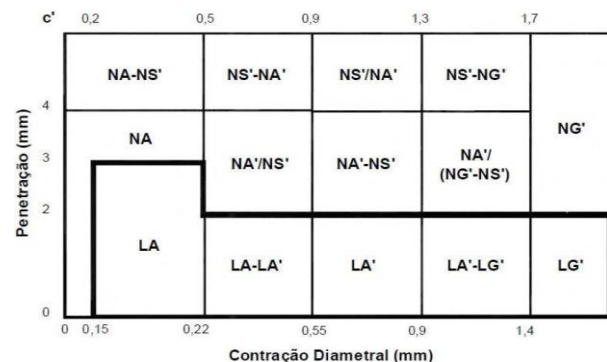 c' 0,2 0,5 0,9 1,3 1,7
NA-NS' NS'-NA' NS'/NA' NS'-NG'
4
NG'
NA
3
NA'/NS' NA'-NS' NA'/
(NG'-NS')
Penetração (mm)
2
LA LA-LA' LA' LA'-LG' LG'
0
0 0,15 0,22 0,55 0,9 1,4
Contração Diametral (mm)